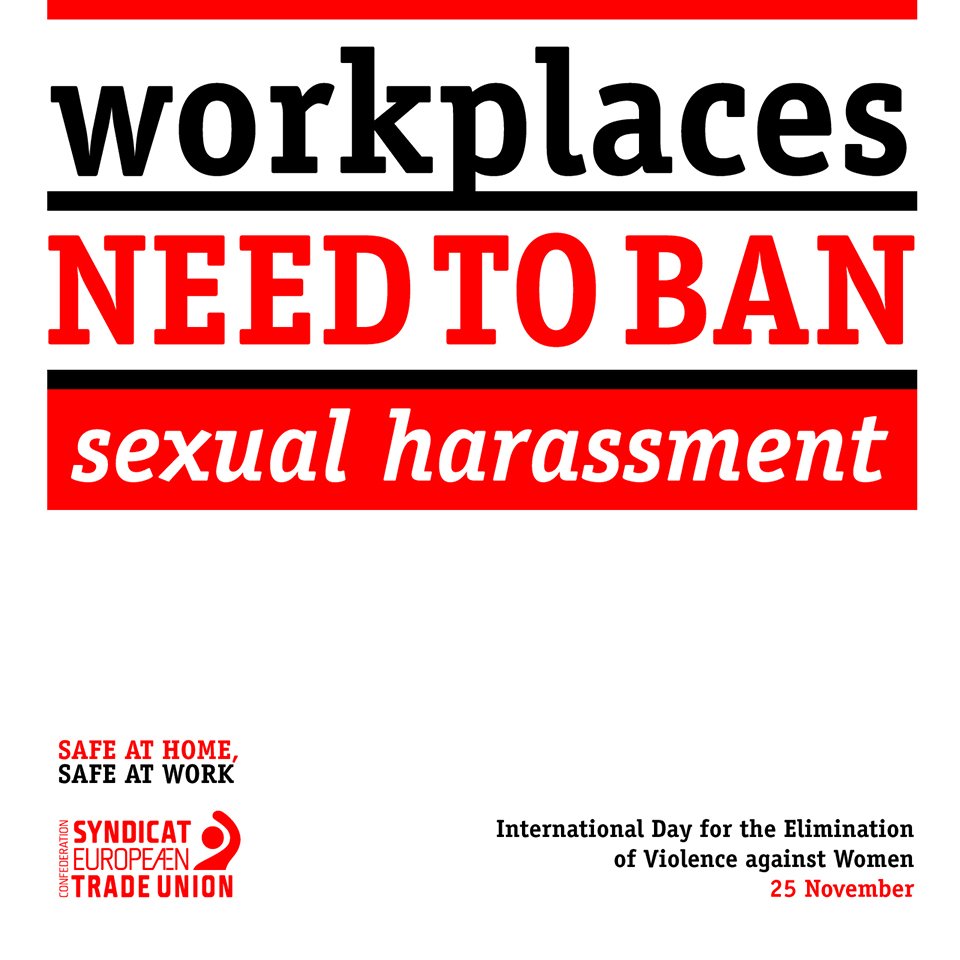 workplaces
NEED TO BAN
sexual harassment
SAFE AT HOME,
SAFE AT WORK
CONFEDERATION
SYNDICAT
EUROPEÆN
TRADE UNION
International Day for the Elimination
of Violence against Women
25 November